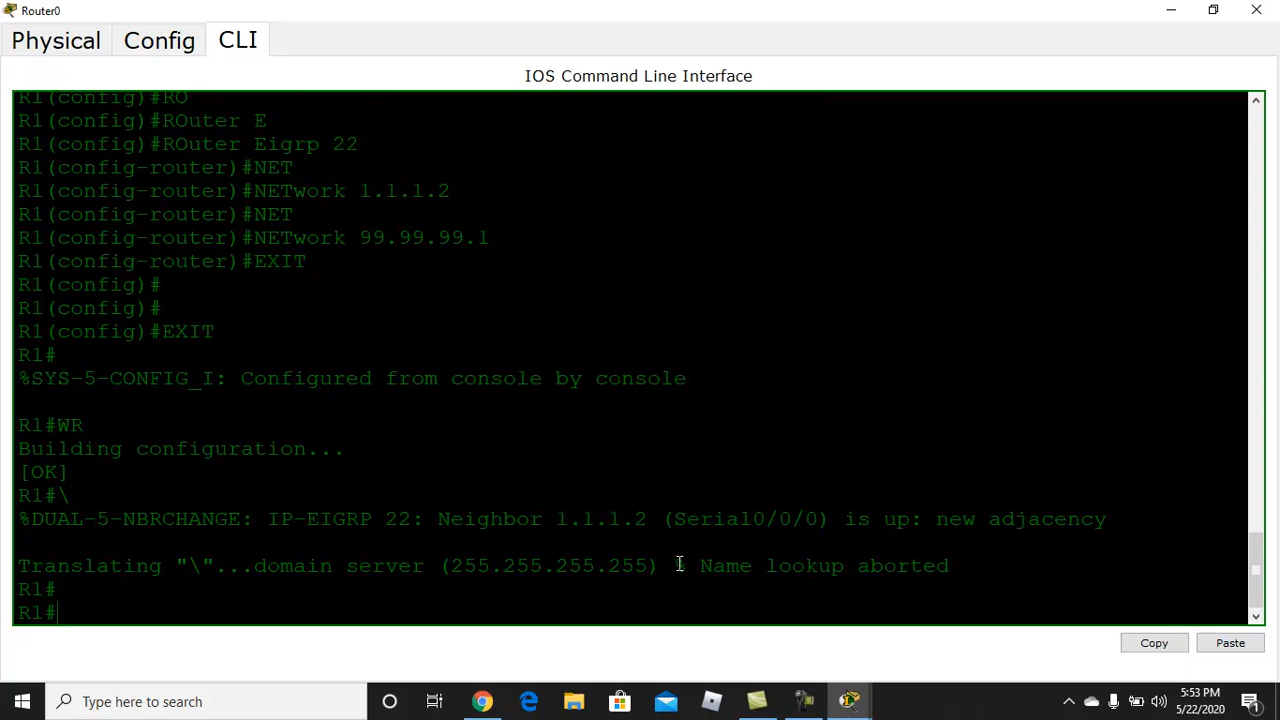 Router0
Physical Config CLI
IOS Command Line Interface
R1(config)#RO
R1(config)#ROuter E
R1(config)#ROuter Eigrp 22
R1(config-router)#NET
R1(config-router)#NETwork 1.1.1.2
R1(config-router)#NET
R1(config-router)#NETwork 99.99.99.1
R1(config-router)#EXIT
R1(config)#
R1(config)#
R1(config)#EXIT
R1#
%SYS-5-CONFIG_I: Configured from console by console
R1#WR
Building configuration...
[OK]
R1#\
%DUAL-5-NBRCHANGE: IP-EIGRP 22: Neighbor 1.1.1.2 (Serial0/0/0) is up: new adjacency
Translating "\"...domain server (255.255.255.255) % Name lookup aborted
R1#
R1#
Copy Paste
Type here to search
5:53 PM
5/22/2020
1